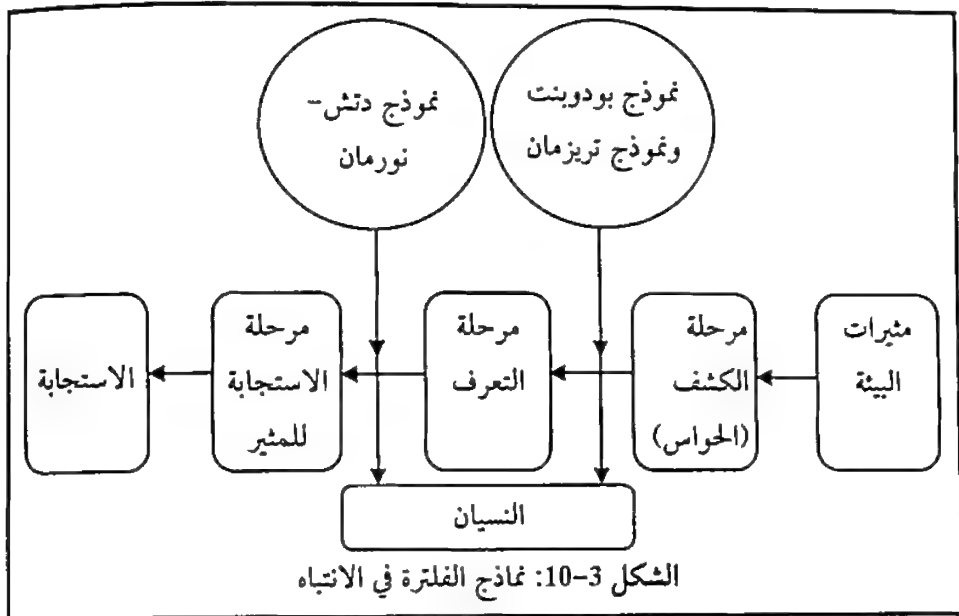 نموذج بودوبنت
ونموذج تريزمان
نموذج دتش-
نورمان
مثيرات
البيئة
مرحلة
الكشف
(الحواس)
مرحلة
التعرف
مرحلة
الاستجابة
للمثير
الاستجابة
النسيان
الشكل 3-10: نماذج الفلترة في الانتباه